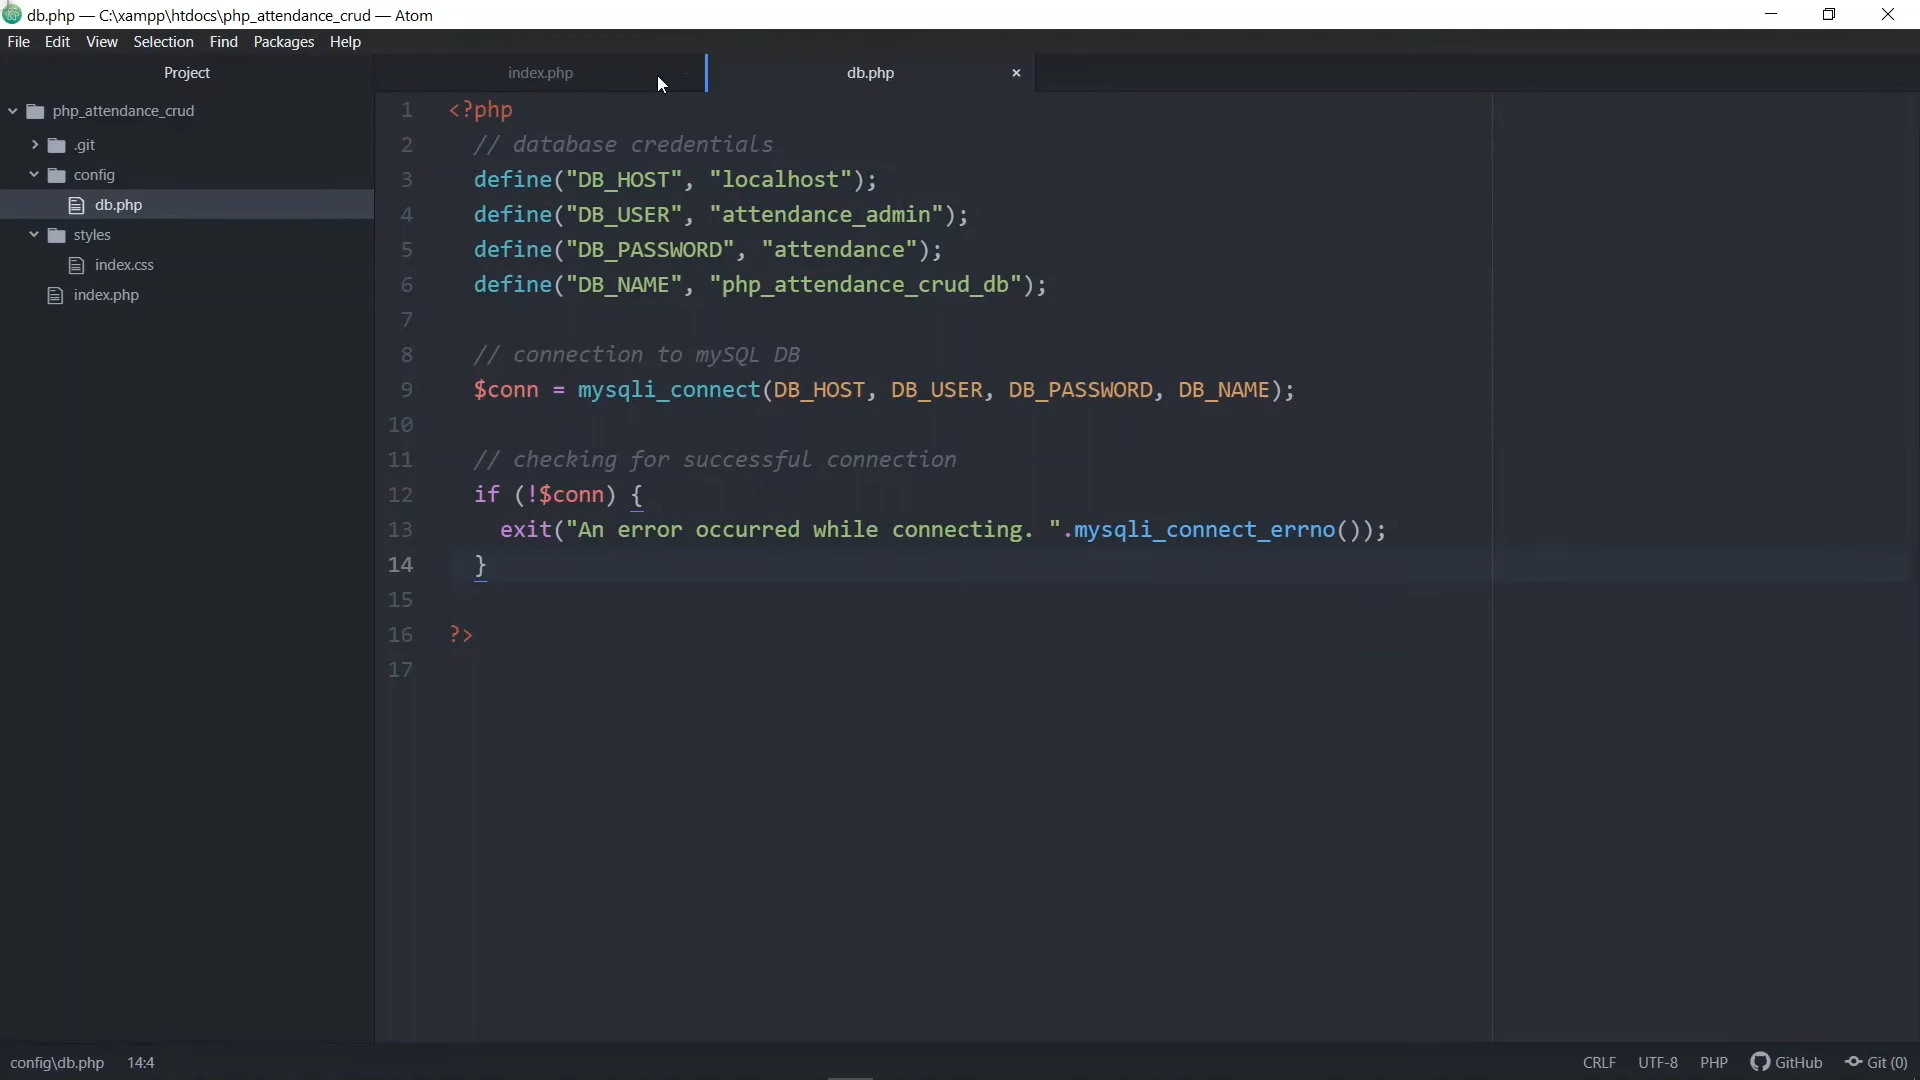 db.php — C:\xampp\htdocs\php_attendance_crud — Atom
File Edit View Selection Find Packages Help
Project
index.php
db.php
php_attendance_crud
.git
config
db.php
styles
index.css
index.php
1 <?php
2 // database credentials
3 define("DB_HOST", "localhost");
4 define("DB_USER", "attendance_admin");
5 define("DB_PASSWORD", "attendance");
6 define("DB_NAME", "php_attendance_crud_db");
7
8 // connection to mySQL DB
9 $conn = mysqli_connect(DB_HOST, DB_USER, DB_PASSWORD, DB_NAME);
10
11 // checking for successful connection
12 if (!$conn) {
13 exit("An error occurred while connecting. ".mysqli_connect_errno());
14 }
15
16 ?>
17
config\db.php 14:4 CRLF UTF-8 PHP GitHub Git (0)